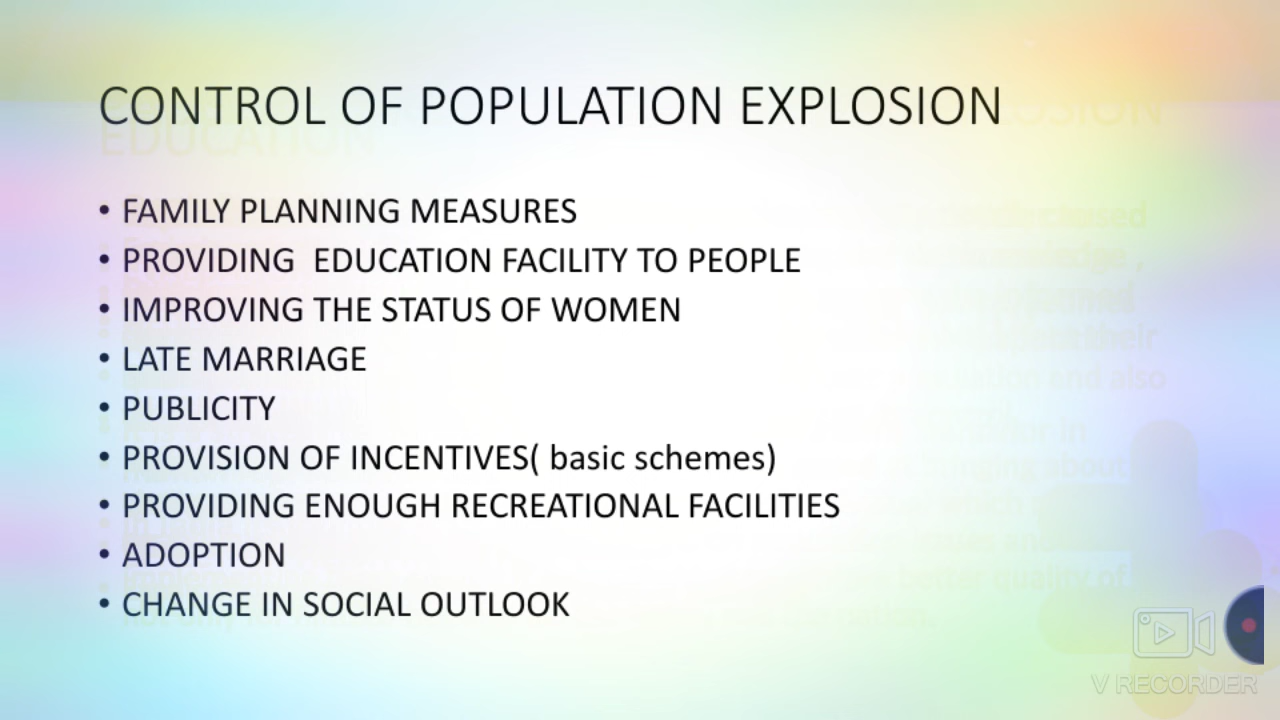 CONTROL OF POPULATION EXPLOSION
EDUCATION
• FAMILY PLANNING MEASURES
• PROVIDING  EDUCATION FACILITY TO PEOPLE
• IMPROVING THE STATUS OF WOMEN
• LATE MARRIAGE
• PUBLICITY
• PROVISION OF INCENTIVES( basic schemes)
• PROVIDING ENOUGH RECREATIONAL FACILITIES
• ADOPTION
• CHANGE IN SOCIAL OUTLOOK
V RECORDER